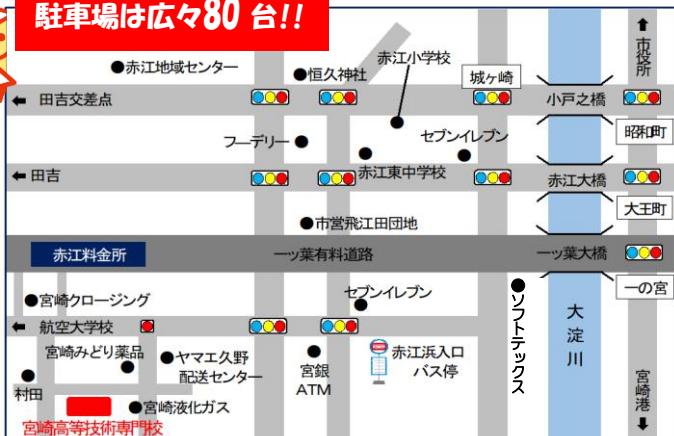 駐車場は広々80台!!
●赤江地域センター
●恒久神社
赤江小学校
城ヶ崎
市役所
← 田吉交差点
小戸之橋
フーデリー ●
セブンイレブン
昭和町
← 田吉
赤江東中学校
赤江大橋
大王町
●市営飛江田団地
赤江料金所
一ッ葉有料道路
一ッ葉大橋
一の宮
●宮崎クロージング
セブンイレブン
●ソフトテックス
大淀川
← 航空大学校
宮崎みどり薬品
●ヤマエ久野
配送センター
宮銀
ATM
赤江浜入口
バス停
村田
●宮崎液化ガス
宮崎高等技術専門校
宮崎港